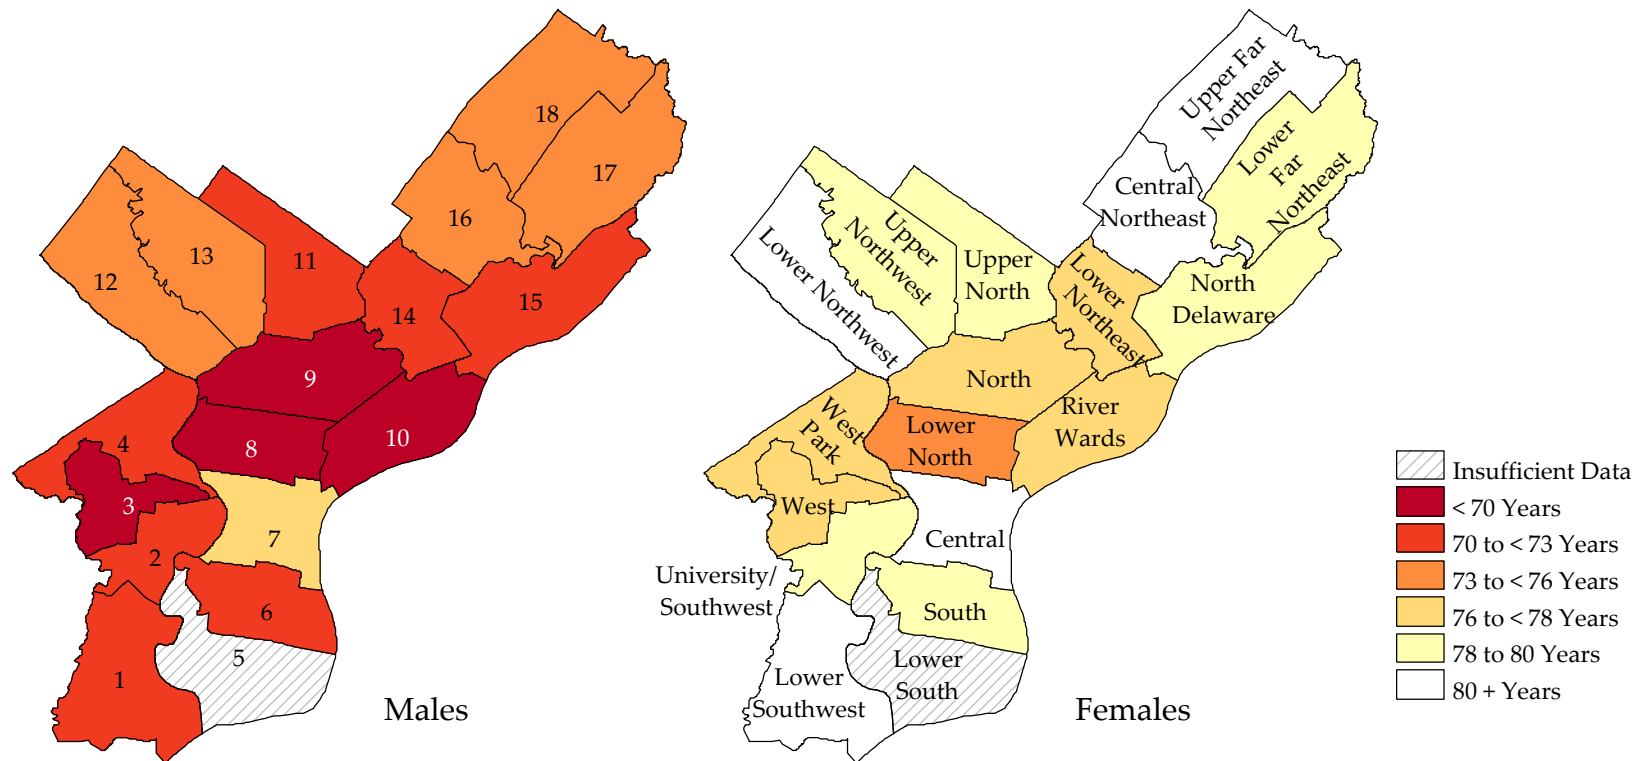 18
17
16
13
12
11
14
15
9
8
10
4
3
2
7
6
5
1
Males
Upper Far
Northeast
Lower
Far
Northeast
Central
Northeast
Upper
Northwest
Lower Northwest
Upper
North
Lower
Northeast
North
Delaware
North
River
Wards
West
Park
Lower
North
West
Central
University/
Southwest
South
Lower
South
Lower
Southwest
Females
Insufficient Data
< 70 Years
70 to < 73 Years
73 to < 76 Years
76 to < 78 Years
78 to 80 Years
80 + Years